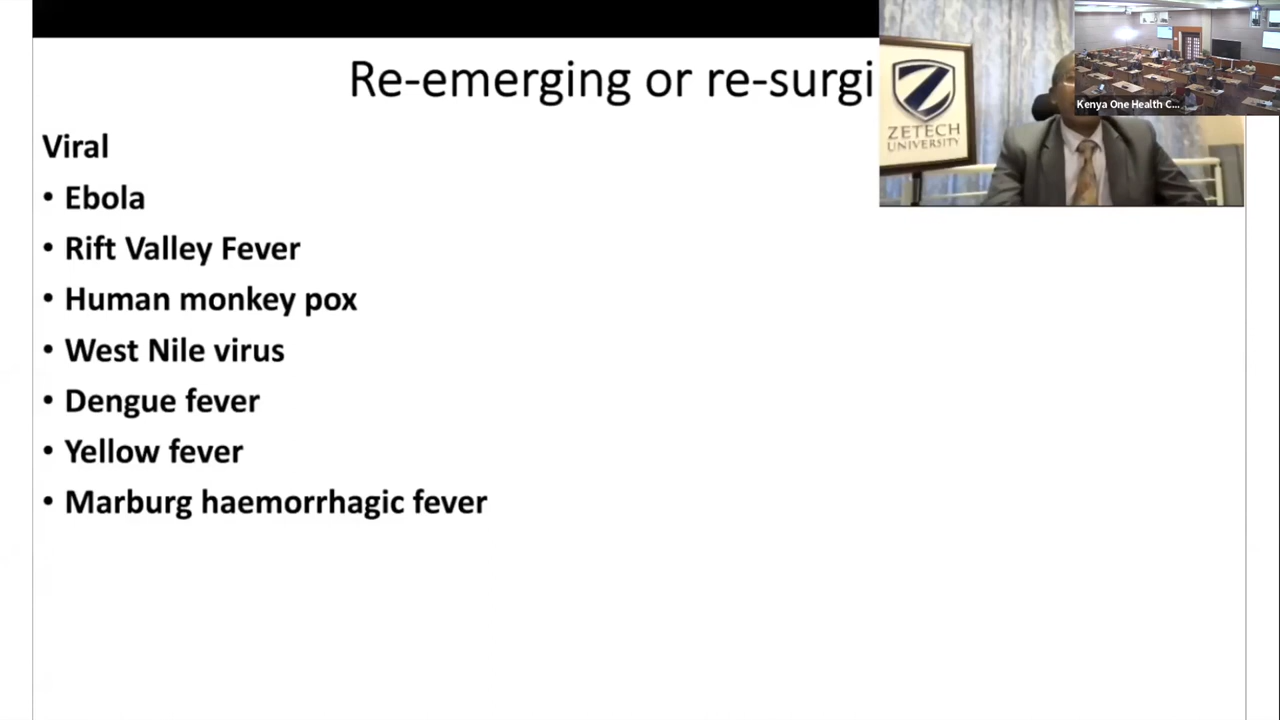 Re-emerging or re-surgi
Viral
• Ebola
• Rift Valley Fever
• Human monkey pox
• West Nile virus
• Dengue fever
• Yellow fever
• Marburg haemorrhagic fever
ZETECH
UNIVERSITY
Kenya One Health C...